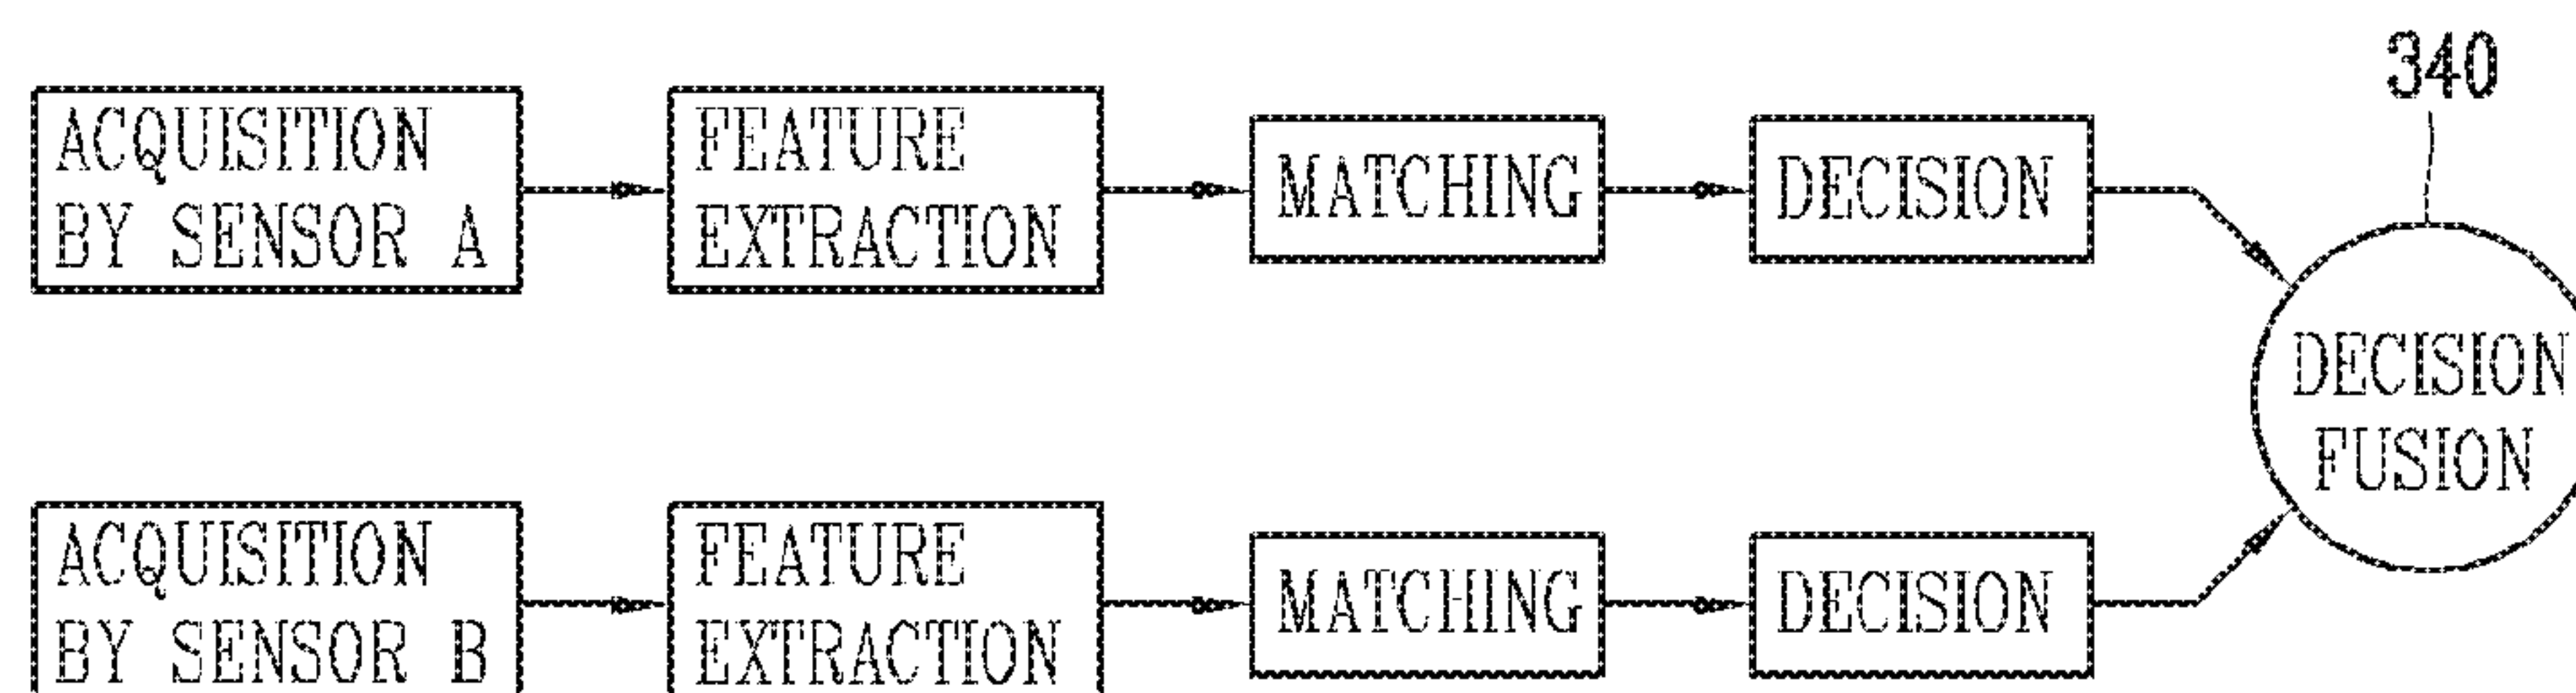 340
ACQUISITION
BY SENSOR A
FEATURE
EXTRACTION
MATCHING
DECISION
DECISION
FUSION
ACQUISITION
BY SENSOR B
FEATURE
EXTRACTION
MATCHING
DECISION